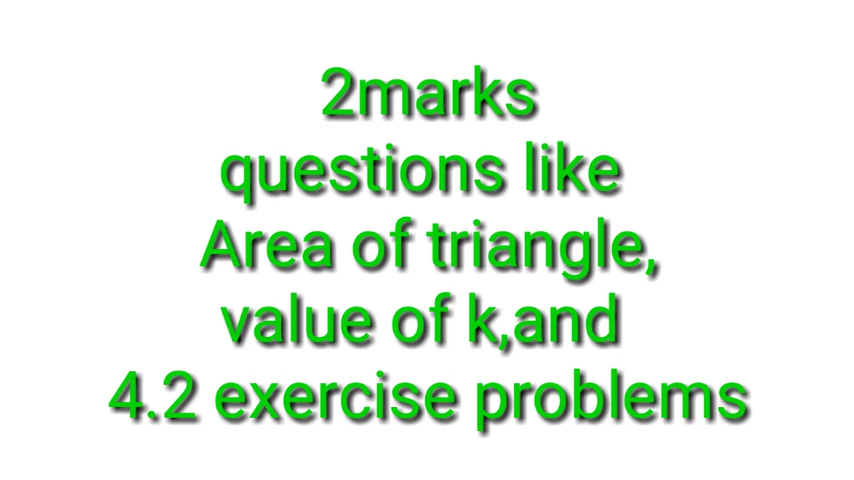 2marks
questions like
Area of triangle,
value of k,and
4.2 exercise problems